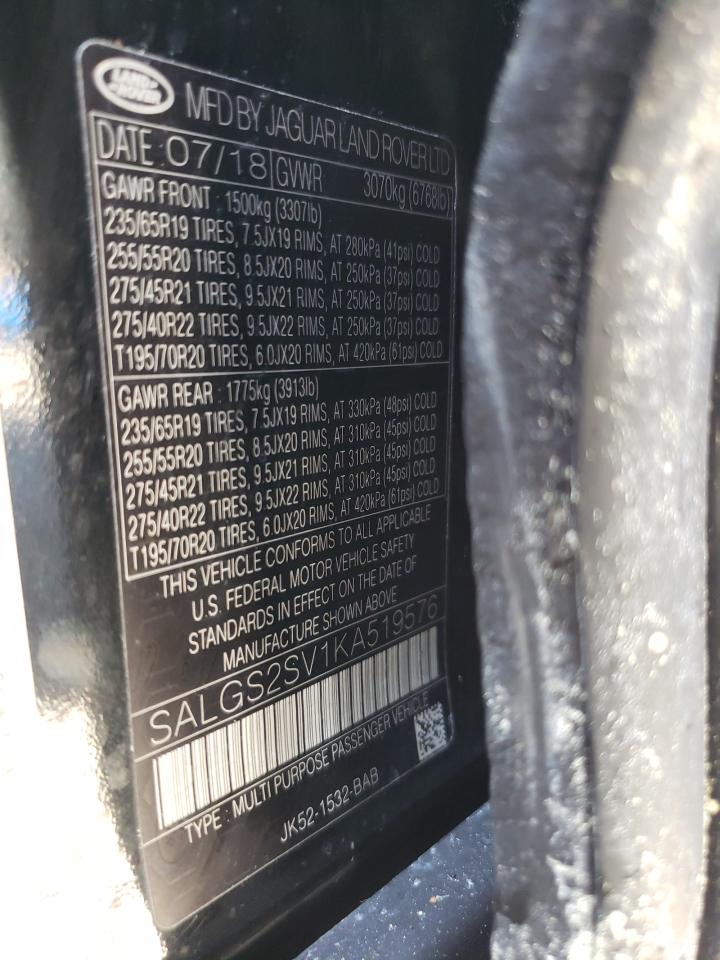 LAND ROVER
MFD BY JAGUAR LAND ROVER LTD
DATE :07/18 GVWR 3070kg (6768lb)
GAWR FRONT : 1500kg (3307lb)
235/65R19 TIRES, 7.5JX19 RIMS, AT 280kPa (41psi) COLD
255/55R20 TIRES, 8.5JX20 RIMS, AT 250kPa (37psi) COLD
275/45R21 TIRES, 9.5JX21 RIMS, AT 250kPa (37psi) COLD
275/40R22 TIRES, 9.5JX22 RIMS, AT 250kPa (37psi) COLD
T195/70R20 TIRES, 6.0JX20 RIMS, AT 420kPa (61psi) COLD
GAWR REAR : 1775kg (3913lb)
235/65R19 TIRES, 7.5JX19 RIMS, AT 330kPa (48psi) COLD
255/55R20 TIRES, 8.5JX20 RIMS, AT 310kPa (45psi) COLD
275/45R21 TIRES, 9.5JX21 RIMS, AT 310kPa (45psi) COLD
275/40R22 TIRES, 9.5JX22 RIMS, AT 310kPa (45psi) COLD
T195/70R20 TIRES, 6.0JX20 RIMS, AT 420kPa (61psi) COLD
THIS VEHICLE CONFORMS TO ALL APPLICABLE
U.S. FEDERAL MOTOR VEHICLE SAFETY
STANDARDS IN EFFECT ON THE DATE OF
MANUFACTURE SHOWN ABOVE
SALGS2SV1KA519576
TYPE : MULTI PURPOSE PASSENGER VEHICLE
JK52-1532-BAB